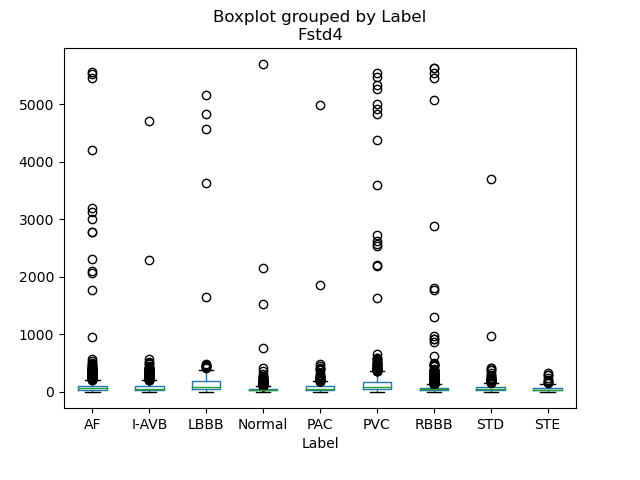 Boxplot grouped by Label
Fstd4
5000
4000
3000
2000
1000
0
AF I-AVB LBBB Normal PAC PVC RBBB STD STE
Label